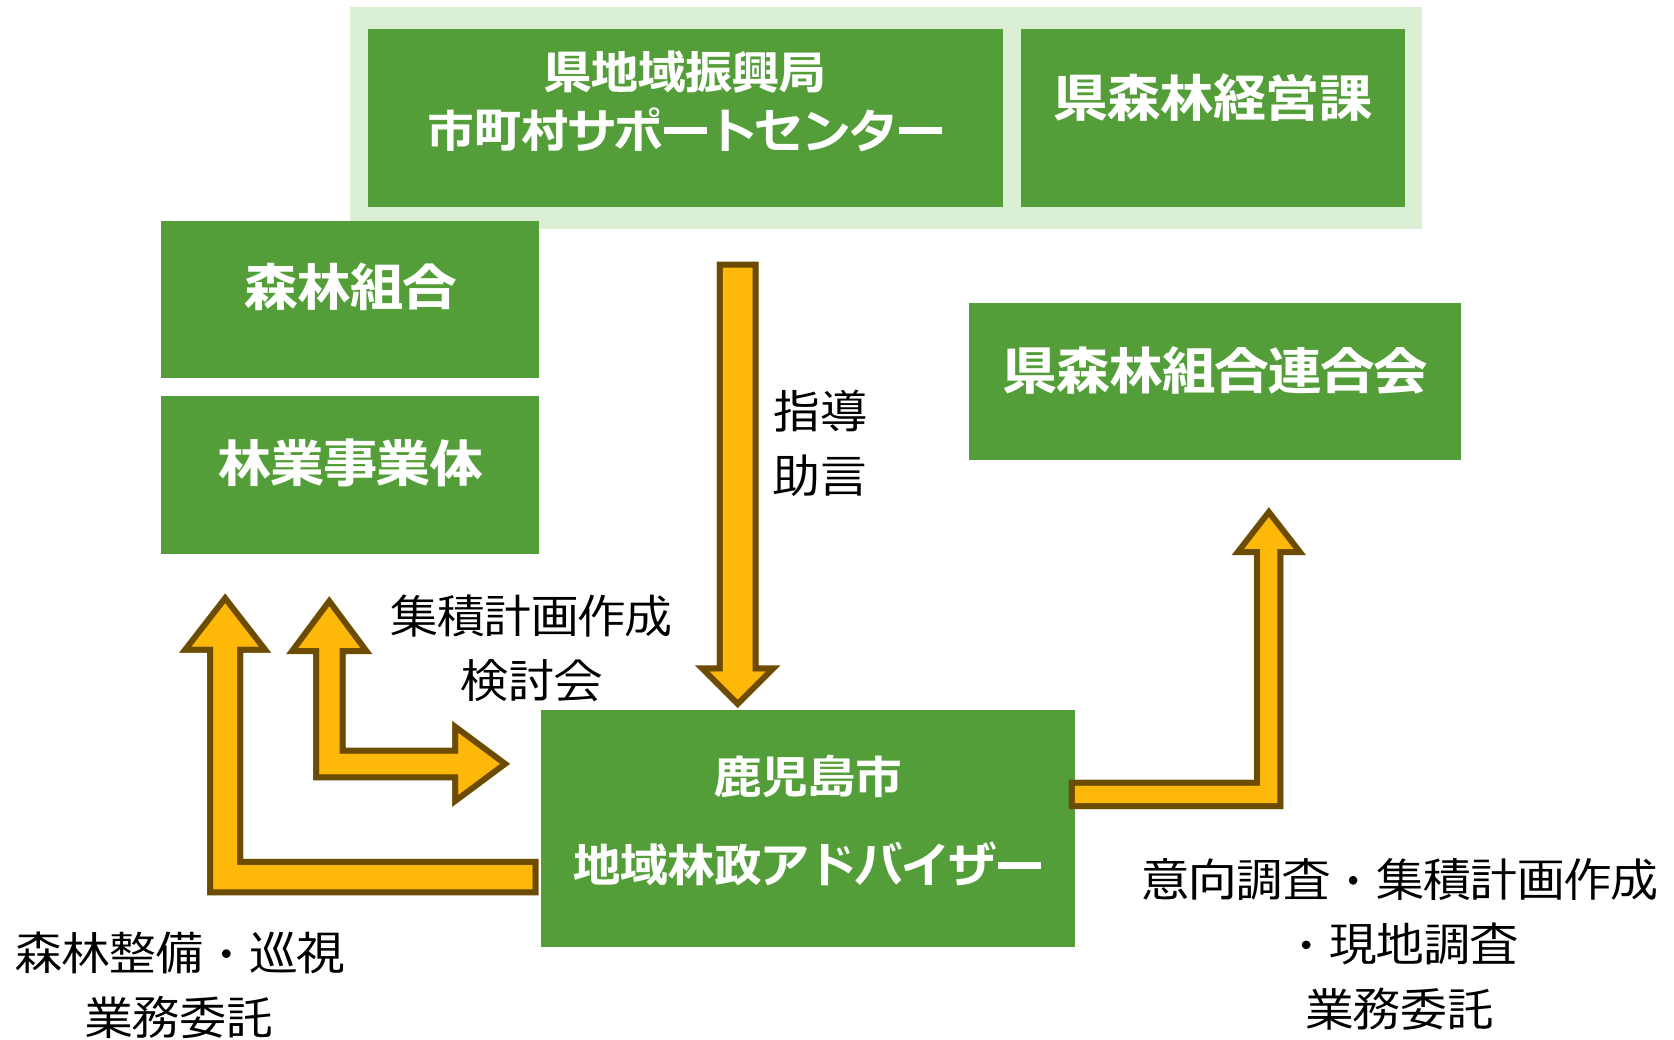 県地域振興局
市町村サポートセンター
県森林経営課
森林組合
林業事業体
県森林組合連合会
指導
助言
集積計画作成
検討会
鹿児島市
地域林政アドバイザー
森林整備・巡視
業務委託
意向調査・集積計画作成
・現地調査
業務委託